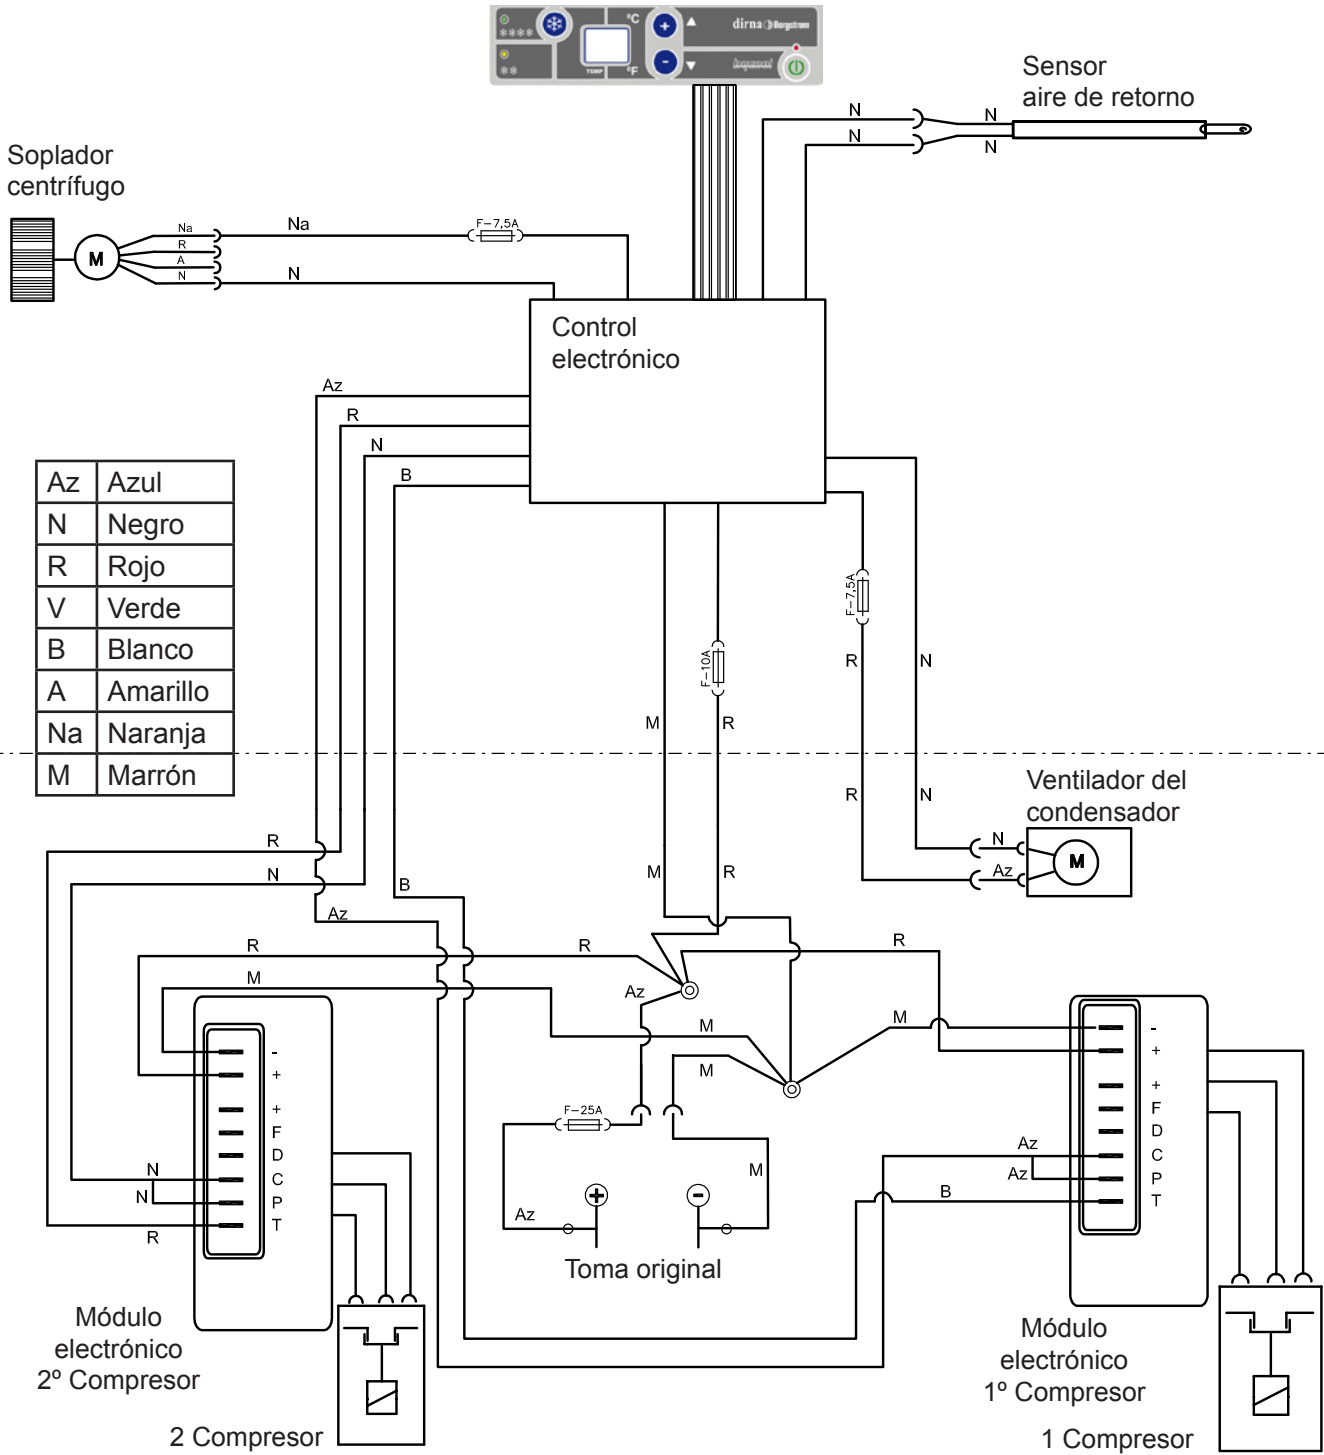 °C
dirna Bergstrom
TEMP
°F
Sensor
aire de retorno
N
N
N
N
Soplador
centrífugo
Na
R
A
N
M
Na
N
F-7,5A
Control
electrónico
Az
R
N
B
Az Azul
N Negro
R Rojo
V Verde
B Blanco
A Amarillo
Na Naranja
M Marrón
F-7,5A
F-10A
R
N
M
R
R
N
Ventilador del
condensador
N
Az
M
R
N
B
Az
M
R
R
R
R
M
Az
M
M
M
-
+
+
F
D
C
P
T
N
N
R
F-25A
M
Az
+
-
Toma original
-
+
+
F
D
C
P
T
Az
Az
B
Módulo
electrónico
2º Compresor
2 Compresor
Módulo
electrónico
1º Compresor
1 Compresor